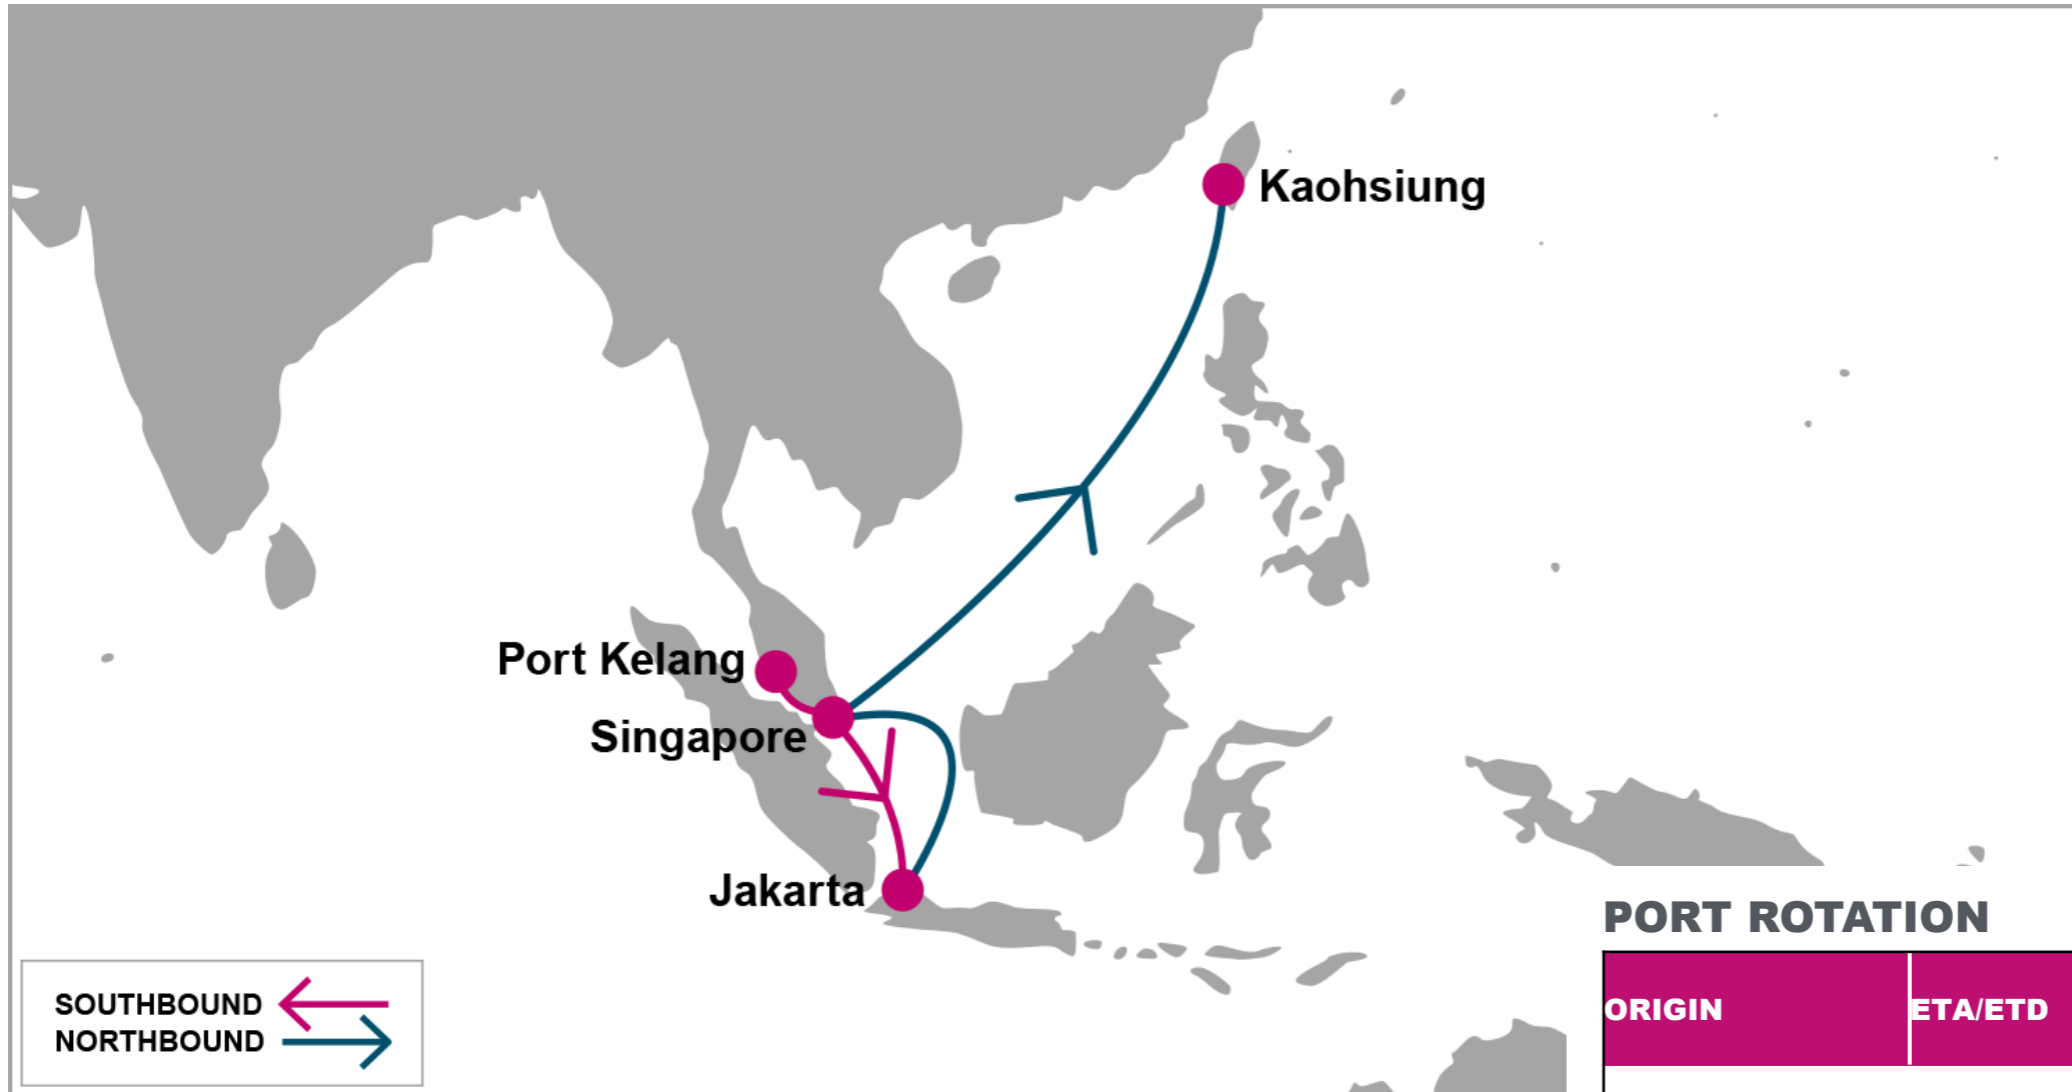 Kaohsiung
Port Kelang
Singapore
Jakarta
SOUTHBOUND
NORTHBOUND
PORT ROTATION
ORIGIN
ETA/ETD